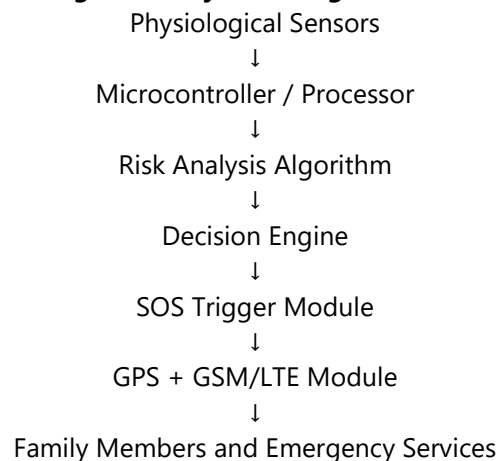 Physiological Sensors
↓
Microcontroller / Processor
↓
Risk Analysis Algorithm
↓
Decision Engine
↓
SOS Trigger Module
↓
GPS + GSM/LTE Module
↓
Family Members and Emergency Services